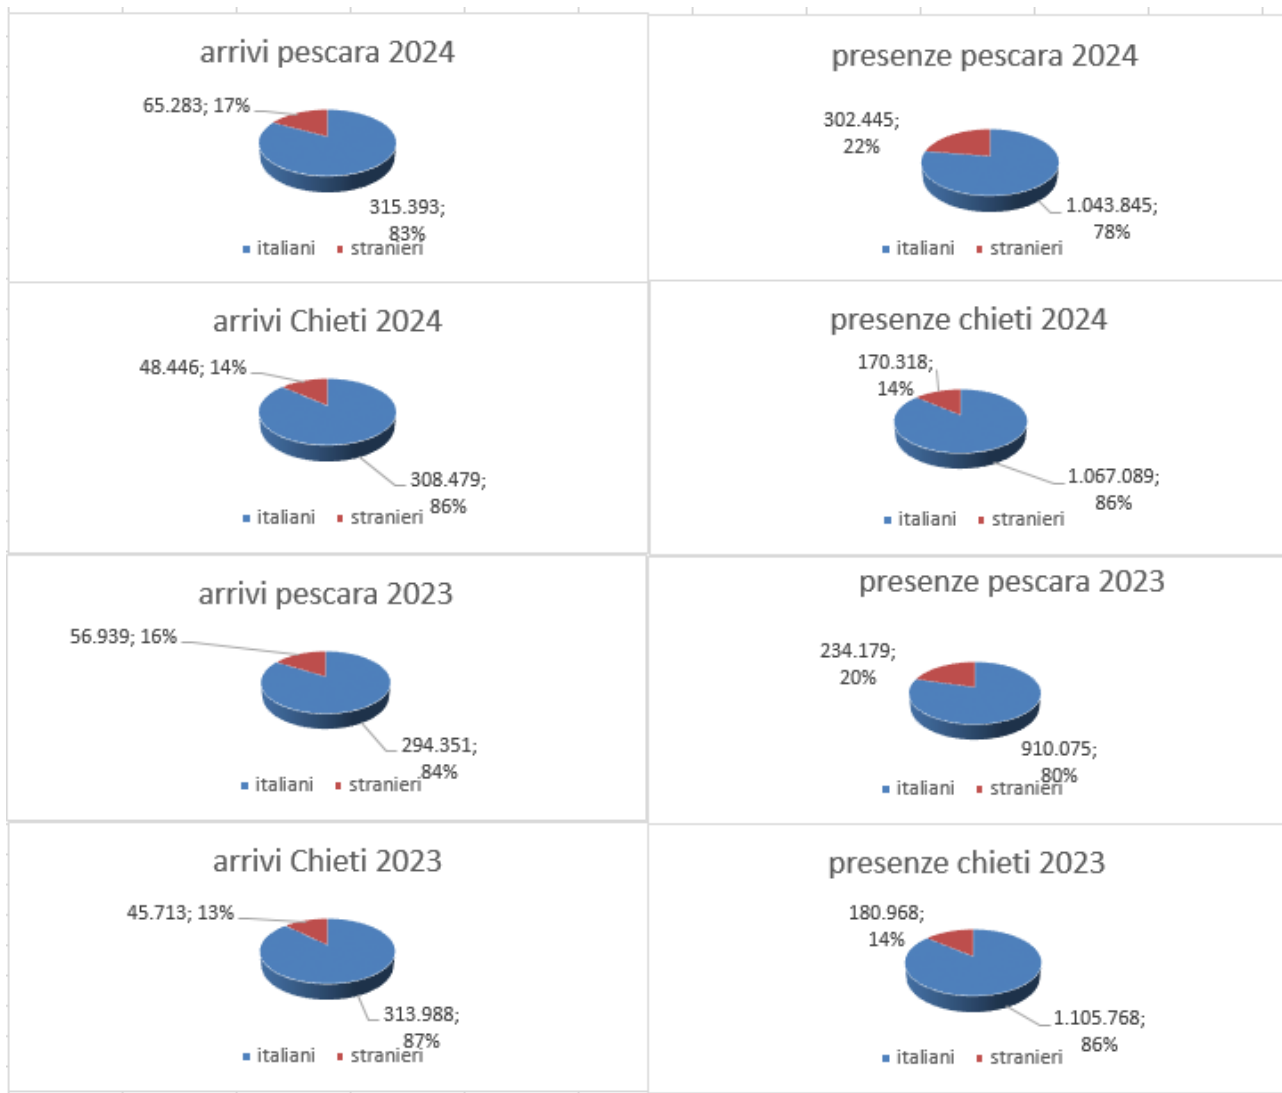 arrivi pescara 2024
65.283; 17%
315.393;
83%
italiani stranieri
presenze pescara 2024
302.445;
22%
1.043.845;
78%
italiani stranieri
arrivi Chieti 2024
48.446; 14%
308.479;
86%
italiani stranieri
presenze chieti 2024
170.318;
14%
1.067.089;
86%
italiani stranieri
arrivi pescara 2023
56.939; 16%
294.351;
84%
italiani stranieri
presenze pescara 2023
234.179;
20%
910.075;
80%
italiani stranieri
arrivi Chieti 2023
45.713; 13%
313.988;
87%
italiani stranieri
presenze chieti 2023
180.968;
14%
1.105.768;
86%
italiani stranieri